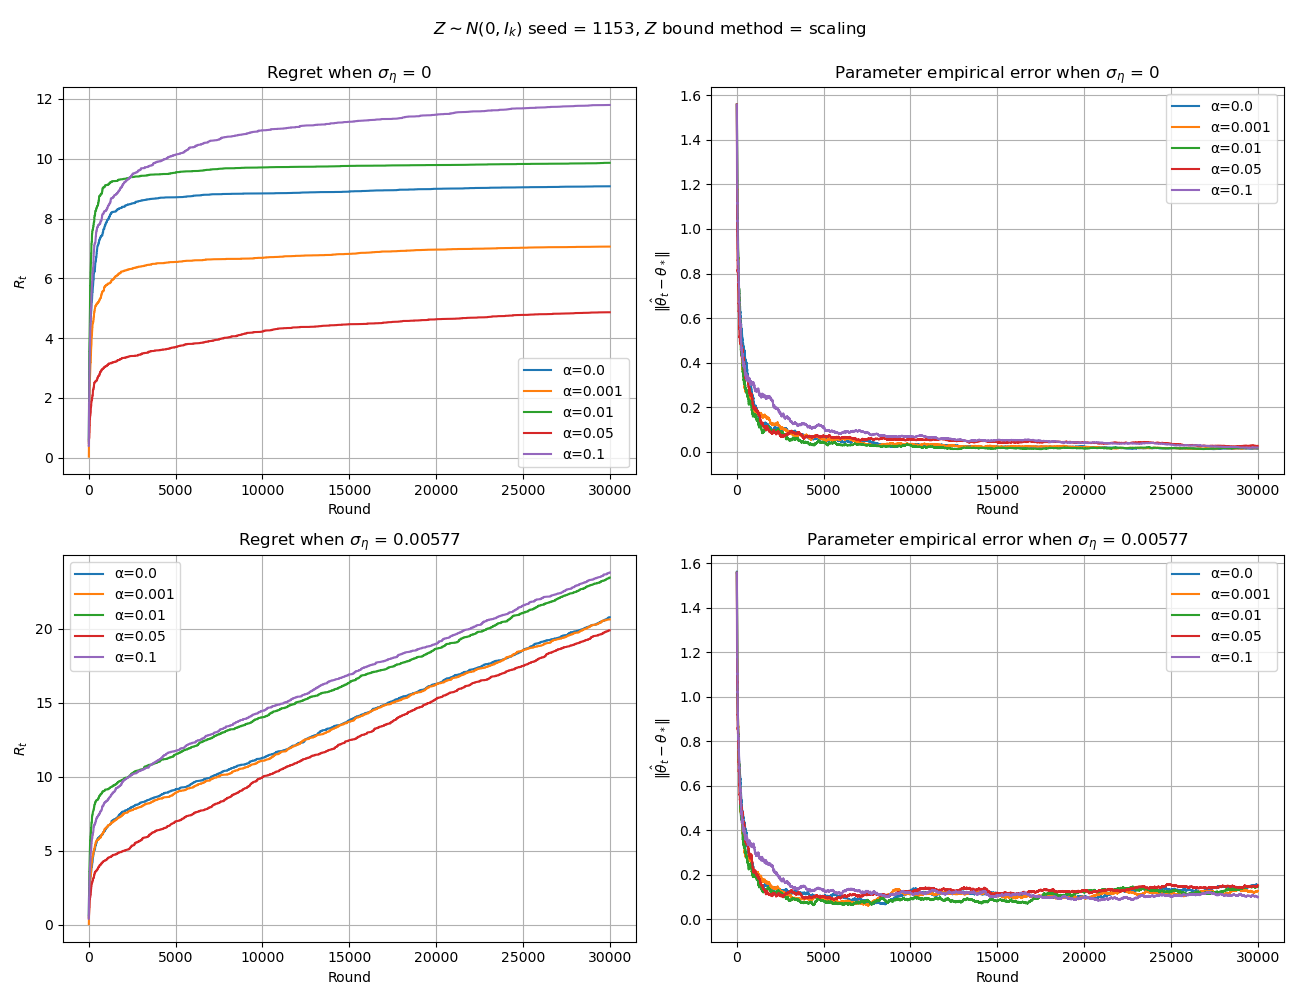 Z ~ N(0, I_k) seed = 1153, Z bound method = scaling
Regret when σ_η = 0
12
10
8
6
4
2
0
R_t
0 5000 10000 15000 20000 25000 30000
Round
α=0.0
α=0.001
α=0.01
α=0.05
α=0.1
Parameter empirical error when σ_η = 0
1.6
1.4
1.2
1.0
0.8
0.6
0.4
0.2
0.0
‖θ̂_t − θ_*‖
0 5000 10000 15000 20000 25000 30000
Round
α=0.0
α=0.001
α=0.01
α=0.05
α=0.1
Regret when σ_η = 0.00577
20
15
10
5
0
R_t
0 5000 10000 15000 20000 25000 30000
Round
α=0.0
α=0.001
α=0.01
α=0.05
α=0.1
Parameter empirical error when σ_η = 0.00577
1.6
1.4
1.2
1.0
0.8
0.6
0.4
0.2
0.0
‖θ̂_t − θ_*‖
0 5000 10000 15000 20000 25000 30000
Round
α=0.0
α=0.001
α=0.01
α=0.05
α=0.1